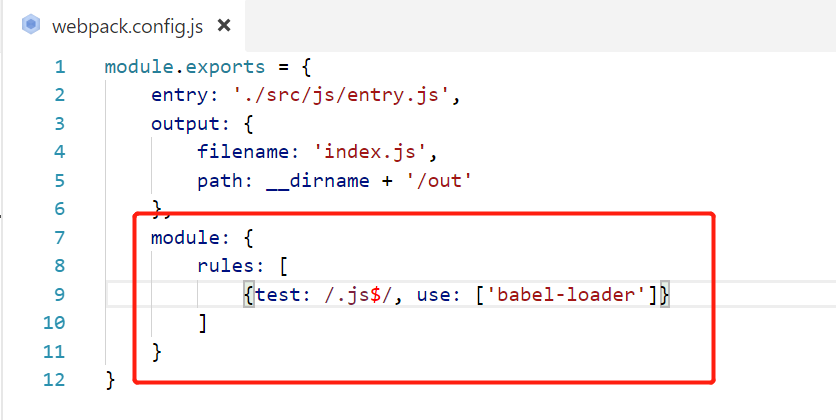 webpack.config.js ×
1 module.exports = {
2 entry: './src/js/entry.js',
3 output: {
4 filename: 'index.js',
5 path: __dirname + '/out'
6 },
7 module: {
8 rules: [
9 {test: /.js$/, use: ['babel-loader']}
10 ]
11 }
12 }